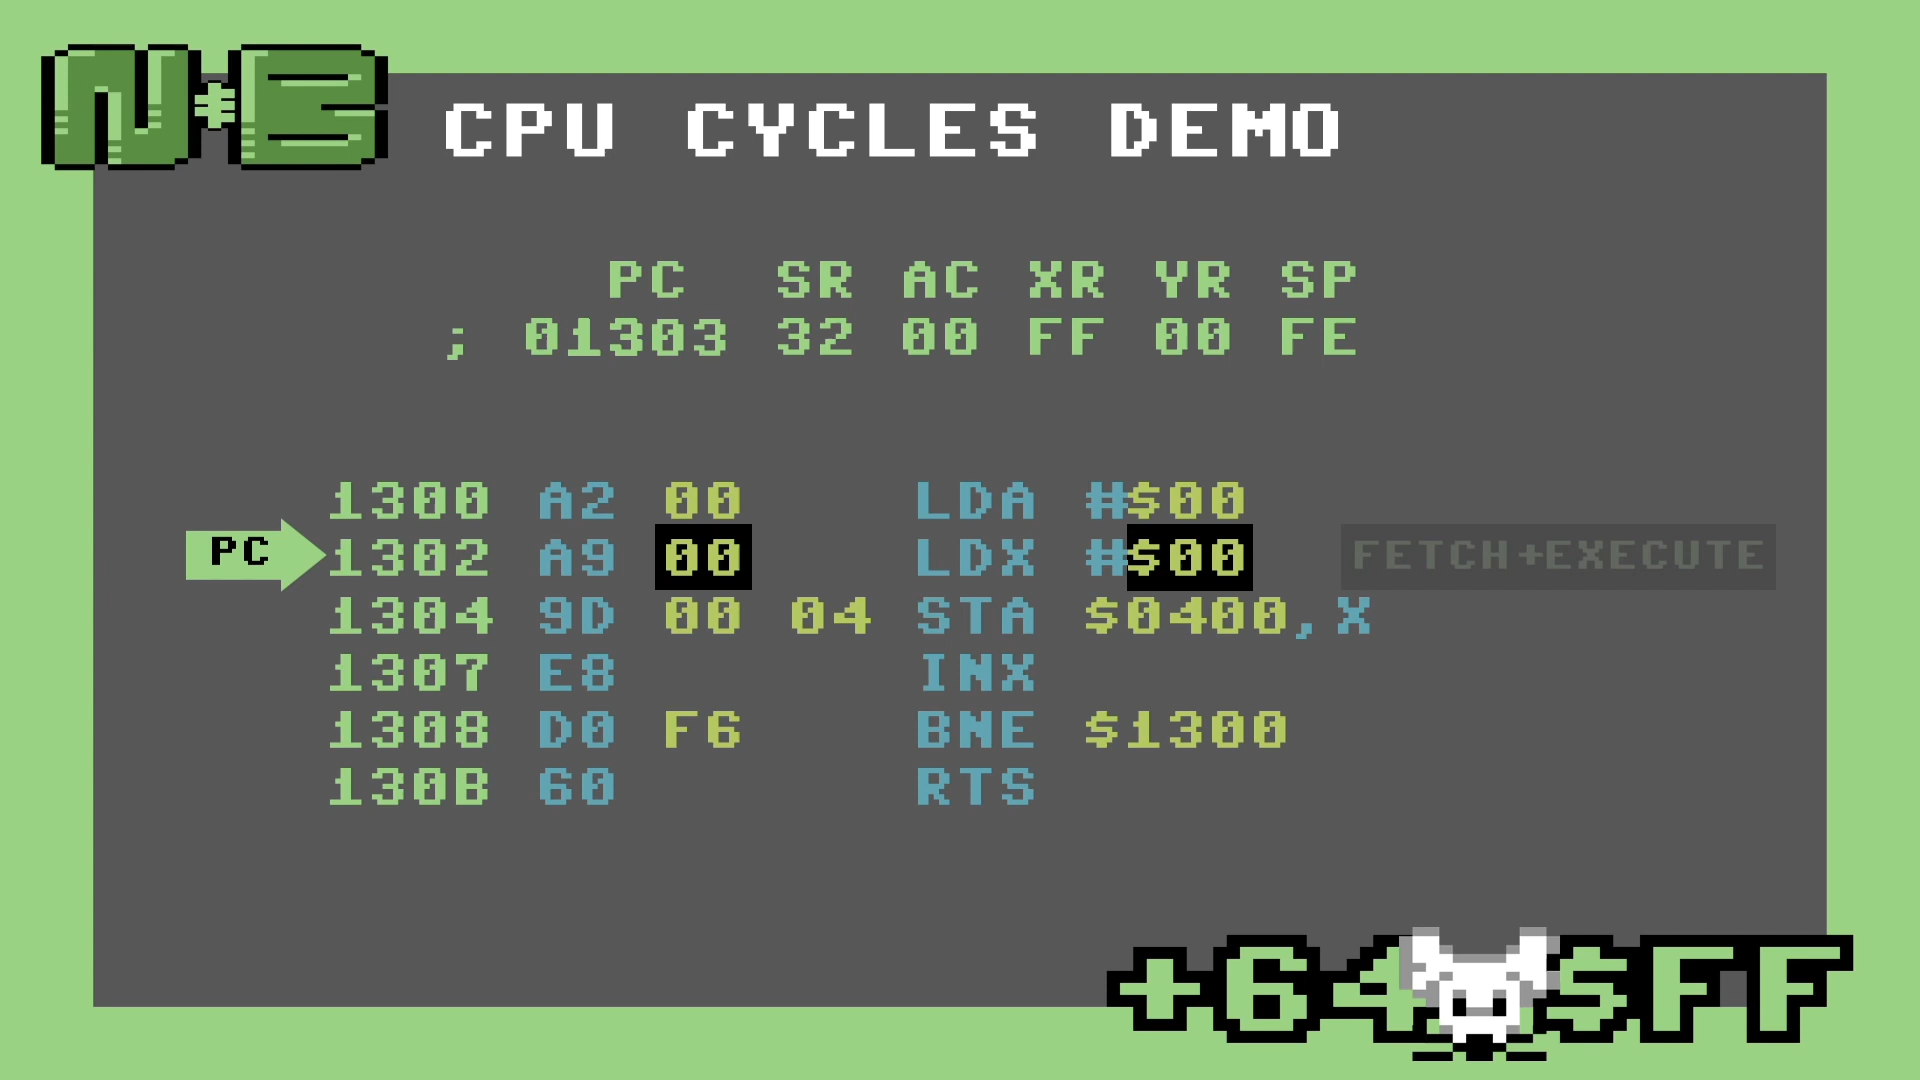 N*B
CPU CYCLES DEMO
PC SR AC XR YR SP
; 01303 32 00 FF 00 FE
1300 A2 00 LDA #$00
PC 1302 A9 00 LDX #$00 FETCH+EXECUTE
1304 9D 00 04 STA $0400,X
1307 E8 INX
1308 D0 F6 BNE $1300
130B 60 RTS
+64 $FF